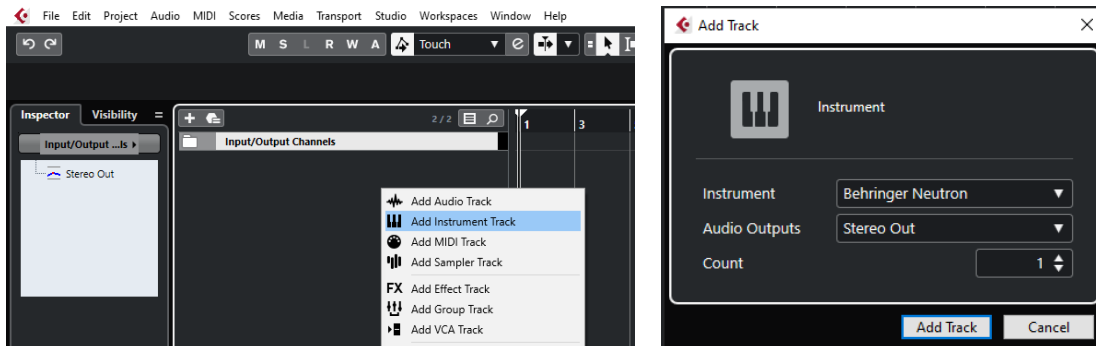 File Edit Project Audio MIDI Scores Media Transport Studio Workspaces Window Help
M S L R W A Touch
Inspector Visibility
2 / 2
1 3
Input/Output ...ls
Input/Output Channels
Stereo Out
Add Audio Track
Add Instrument Track
Add MIDI Track
Add Sampler Track
FX Add Effect Track
Add Group Track
Add VCA Track
Add Track
Instrument
Instrument Behringer Neutron
Audio Outputs Stereo Out
Count 1
Add Track Cancel